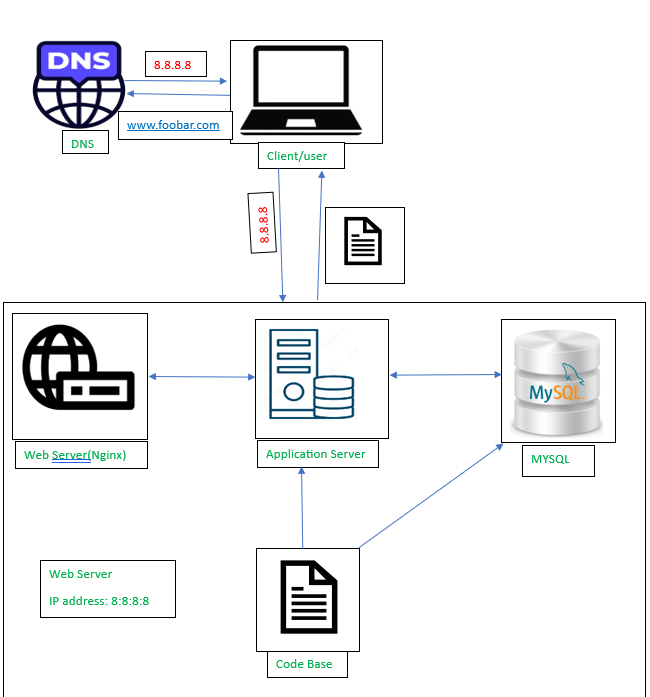 DNS
8.8.8.8
www.foobar.com
DNS
Client/user
8.8.8.8
MySQL
Web Server(Nginx)
Application Server
MYSQL
Web Server
IP address: 8:8:8:8
Code Base